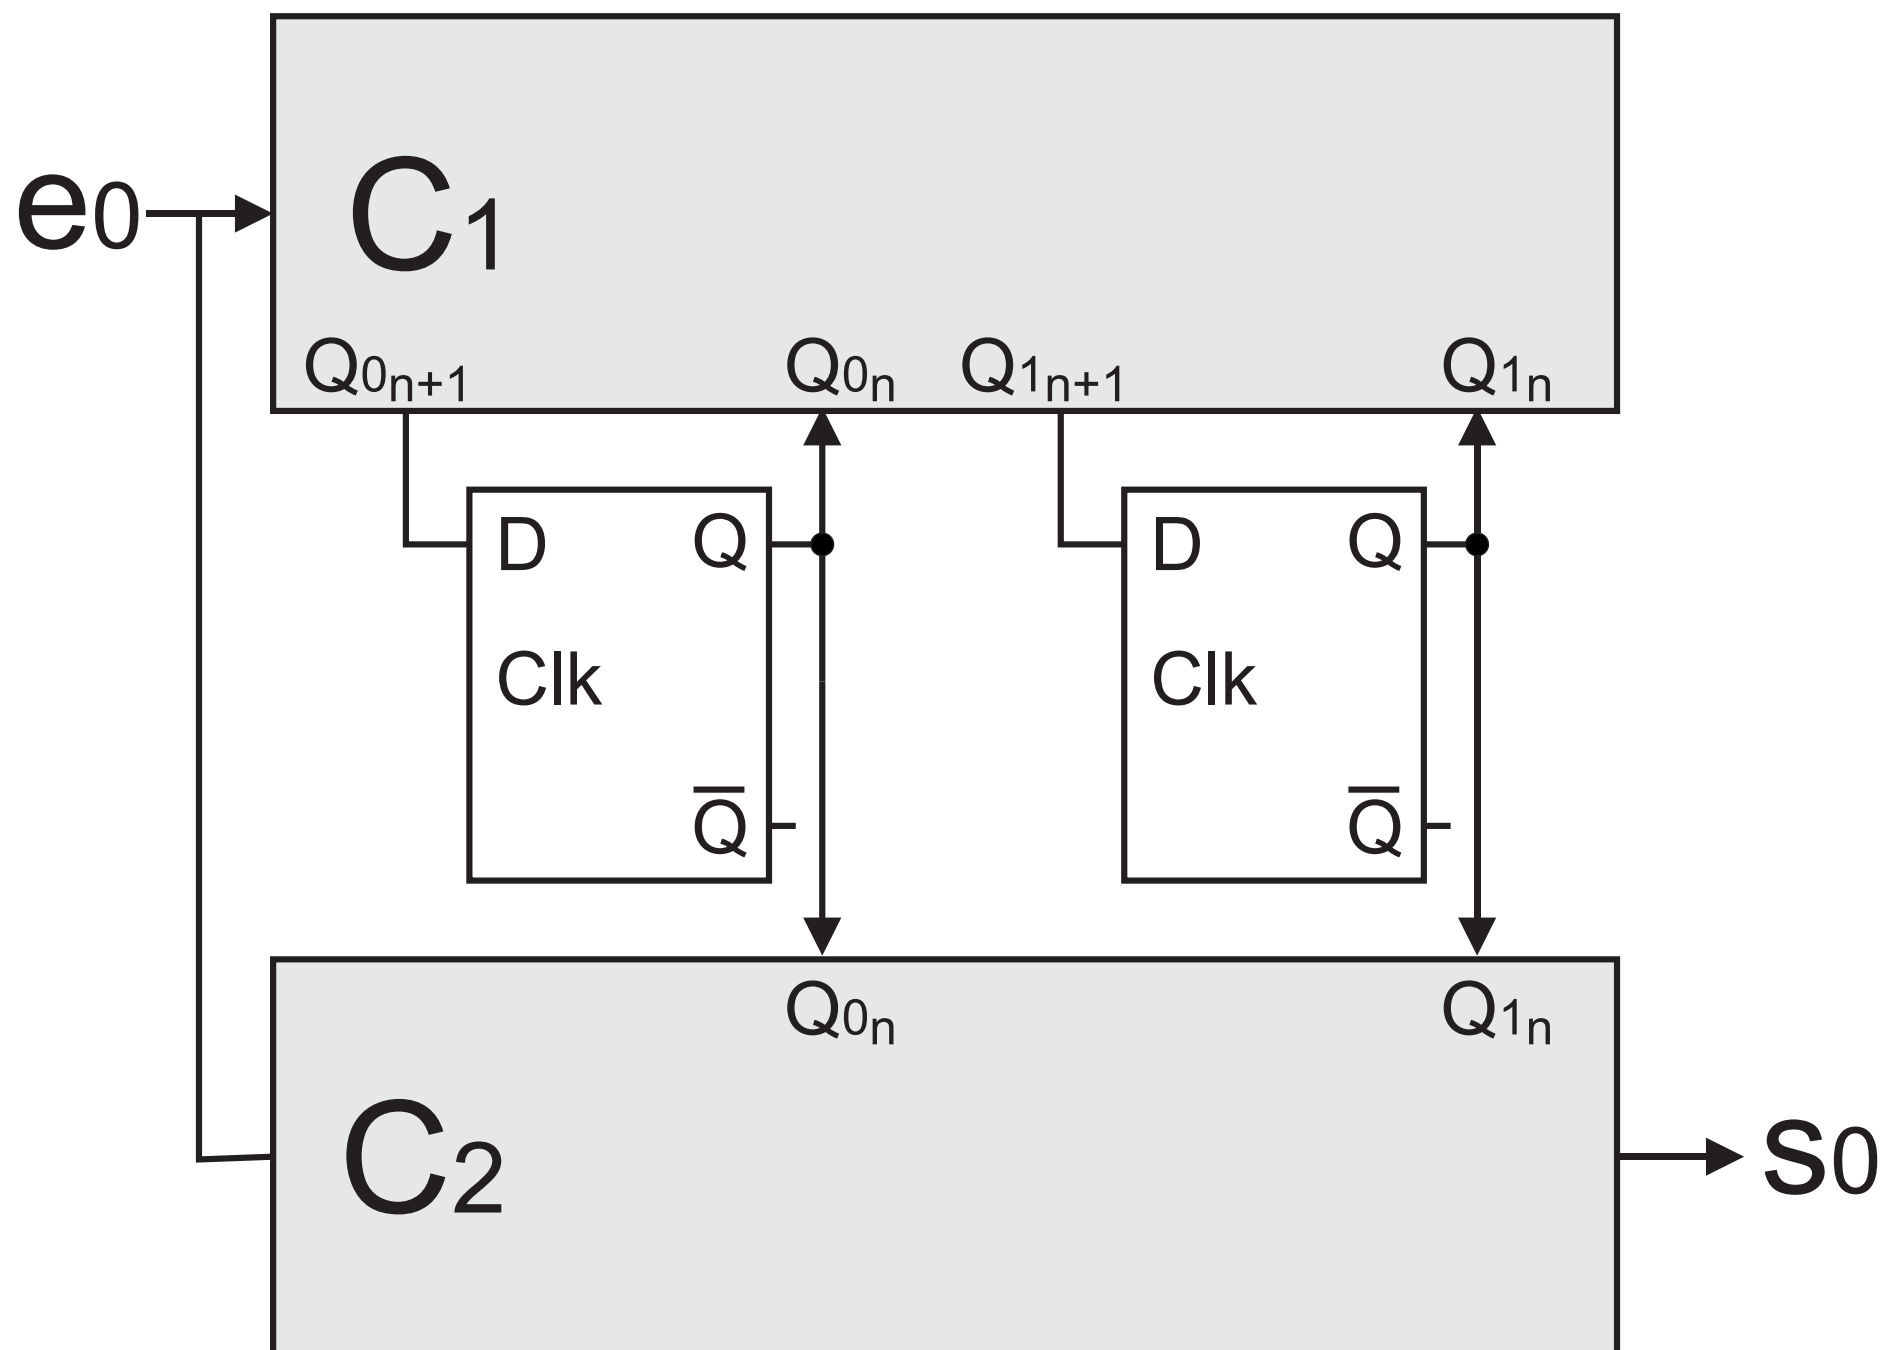 e0
C1
Q0n+1 Q0n Q1n+1 Q1n
D Q D Q
Clk Clk
Q̅ Q̅
Q0n Q1n
C2
s0